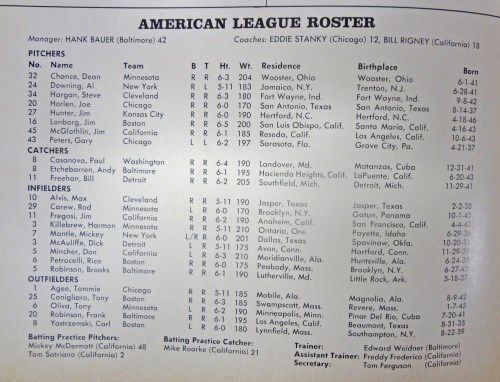 AMERICAN LEAGUE ROSTER
Manager: HANK BAUER (Baltimore) 42 Coaches: EDDIE STANKY (Chicago) 12, BILL RIGNEY (California) 18
PITCHERS
No. Name Team B T Ht. Wt. Residence Birthplace Born
32 Chance, Dean Minnesota R R 6-3 204 Wooster, Ohio Wooster, Ohio 6-1-41
24 Downing, Al New York R L 5-11 183 Jamaica, N.Y. Trenton, N.J. 6-28-41
34 Hargan, Steve Cleveland R R 6-3 180 Fort Wayne, Ind. Fort Wayne, Ind. 9-8-42
20 Horlen, Joe Chicago R R 6-0 170 San Antonio, Texas San Antonio, Texas 8-14-37
27 Hunter, Jim Kansas City R R 6-0 190 Hertford, N.C. Hertford, N.C. 4-8-46
16 Lonborg, Jim Boston R R 6-5 200 San Luis Obispo, Calif. Santa Maria, Calif. 4-16-43
45 McGlothlin, Jim California R R 6-1 185 Reseda, Calif. Los Angeles, Calif. 10-6-43
43 Peters, Gary Chicago L L 6-2 197 Sarasota, Fla. Grove City, Pa. 4-21-37
CATCHERS
8 Casanova, Paul Washington R R 6-4 190 Landover, Md. Matanzas, Cuba 12-31-41
8 Etchebarren, Andy Baltimore R R 6-1 195 Hacienda Heights, Calif. LaPuente, Calif. 6-20-43
11 Freehan, Bill Detroit R R 6-2 205 Southfield, Mich. Detroit, Mich. 11-29-41
INFIELDERS
10 Alvis, Max Cleveland R R 5-11 190 Jasper, Texas Jasper, Texas 2-2-38
29 Carew, Rod Minnesota L R 6-0 170 Brooklyn, N.Y. Gatun, Panama 10-1-45
11 Fregosi, Jim California R R 6-2 190 Anaheim, Calif. San Francisco, Calif. 4-4-42
3 Killebrew, Harmon Minnesota R R 5-11 210 Ontario, Ore. Payette, Idaho 6-29-36
7 Mantle, Mickey New York L/R R 6-0 201 Dallas, Texas Spavinaw, Okla. 10-20-31
3 McAuliffe, Dick Detroit L R 5-11 175 Avon, Conn. Hartford, Conn. 11-29-39
5 Mincher, Don California L R 6-3 210 Meridianville, Ala. Huntsville, Ala. 6-24-38
6 Petrocelli, Rico Boston R R 6-0 175 Peabody, Mass. Brooklyn, N.Y. 6-27-43
5 Robinson, Brooks Baltimore R R 6-1 190 Lutherville, Md. Little Rock, Ark. 5-18-37
OUTFIELDERS
1 Agee, Tommie Chicago R R 5-11 195 Mobile, Ala. Magnolia, Ala. 8-9-42
25 Conigliaro, Tony Boston R R 6-3 185 Swampscott, Mass. Revere, Mass. 1-7-45
6 Oliva, Tony Minnesota L R 6-2 185 Minneapolis, Minn. Pinar Del Rio, Cuba 7-20-41
20 Robinson, Frank Baltimore R R 6-1 195 Los Angeles, Calif. Beaumont, Texas 8-31-35
8 Yastrzemski, Carl Boston L R 6-0 180 Lynnfield, Mass. Southampton, N.Y. 8-22-39
Batting Practice Pitchers: Batting Practice Catcher: Trainer: Edward Weidner (Baltimore)
Mickey McDermott (California) 48 Mike Roarke (California) 21 Assistant Trainer: Freddy Frederico (California)
Tom Satriano (California) 2 Secretary: Tom Ferguson (California)